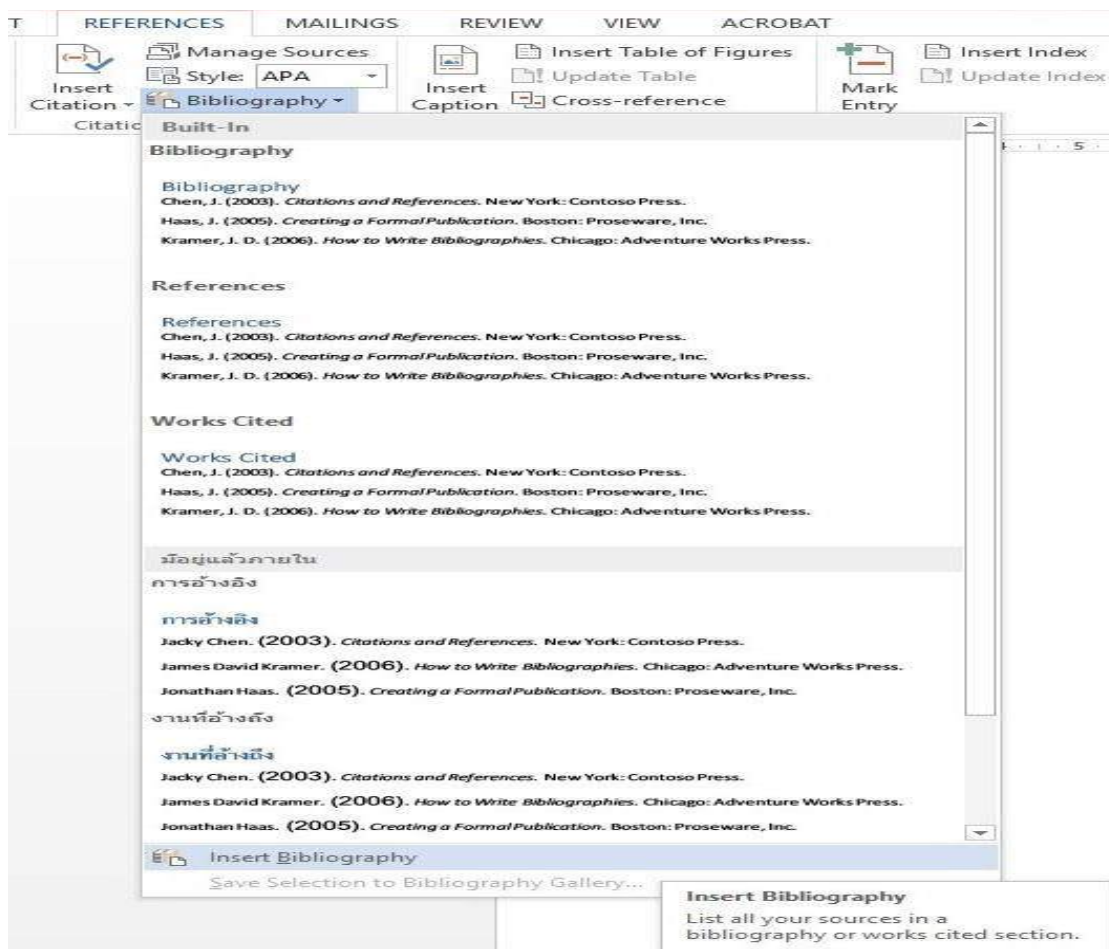 T REFERENCES MAILINGS REVIEW VIEW ACROBAT
Insert Citation
Manage Sources
Style: APA
Bibliography
Insert Caption
Insert Table of Figures
Update Table
Cross-reference
Mark Entry
Insert Index
Update Index
Citatic
5
Built-In
Bibliography
Bibliography
Chen, J. (2003). Citations and References. New York: Contoso Press.
Haas, J. (2005). Creating a Formal Publication. Boston: Proseware, Inc.
Kramer, J. D. (2006). How to Write Bibliographies. Chicago: Adventure Works Press.
References
References
Chen, J. (2003). Citations and References. New York: Contoso Press.
Haas, J. (2005). Creating a Formal Publication. Boston: Proseware, Inc.
Kramer, J. D. (2006). How to Write Bibliographies. Chicago: Adventure Works Press.
Works Cited
Works Cited
Chen, J. (2003). Citations and References. New York: Contoso Press.
Haas, J. (2005). Creating a Formal Publication. Boston: Proseware, Inc.
Kramer, J. D. (2006). How to Write Bibliographies. Chicago: Adventure Works Press.
มีอยู่แล้วภายใน
การอ้างอิง
การอ้างอิง
Jacky Chen. (2003). Citations and References. New York: Contoso Press.
James David Kramer. (2006). How to Write Bibliographies. Chicago: Adventure Works Press.
Jonathan Haas. (2005). Creating a Formal Publication. Boston: Proseware, Inc.
งานที่อ้างถึง
งานที่อ้างถึง
Jacky Chen. (2003). Citations and References. New York: Contoso Press.
James David Kramer. (2006). How to Write Bibliographies. Chicago: Adventure Works Press.
Jonathan Haas. (2005). Creating a Formal Publication. Boston: Proseware, Inc.
Insert Bibliography
Save Selection to Bibliography Gallery...
Insert Bibliography
List all your sources in a
bibliography or works cited section.